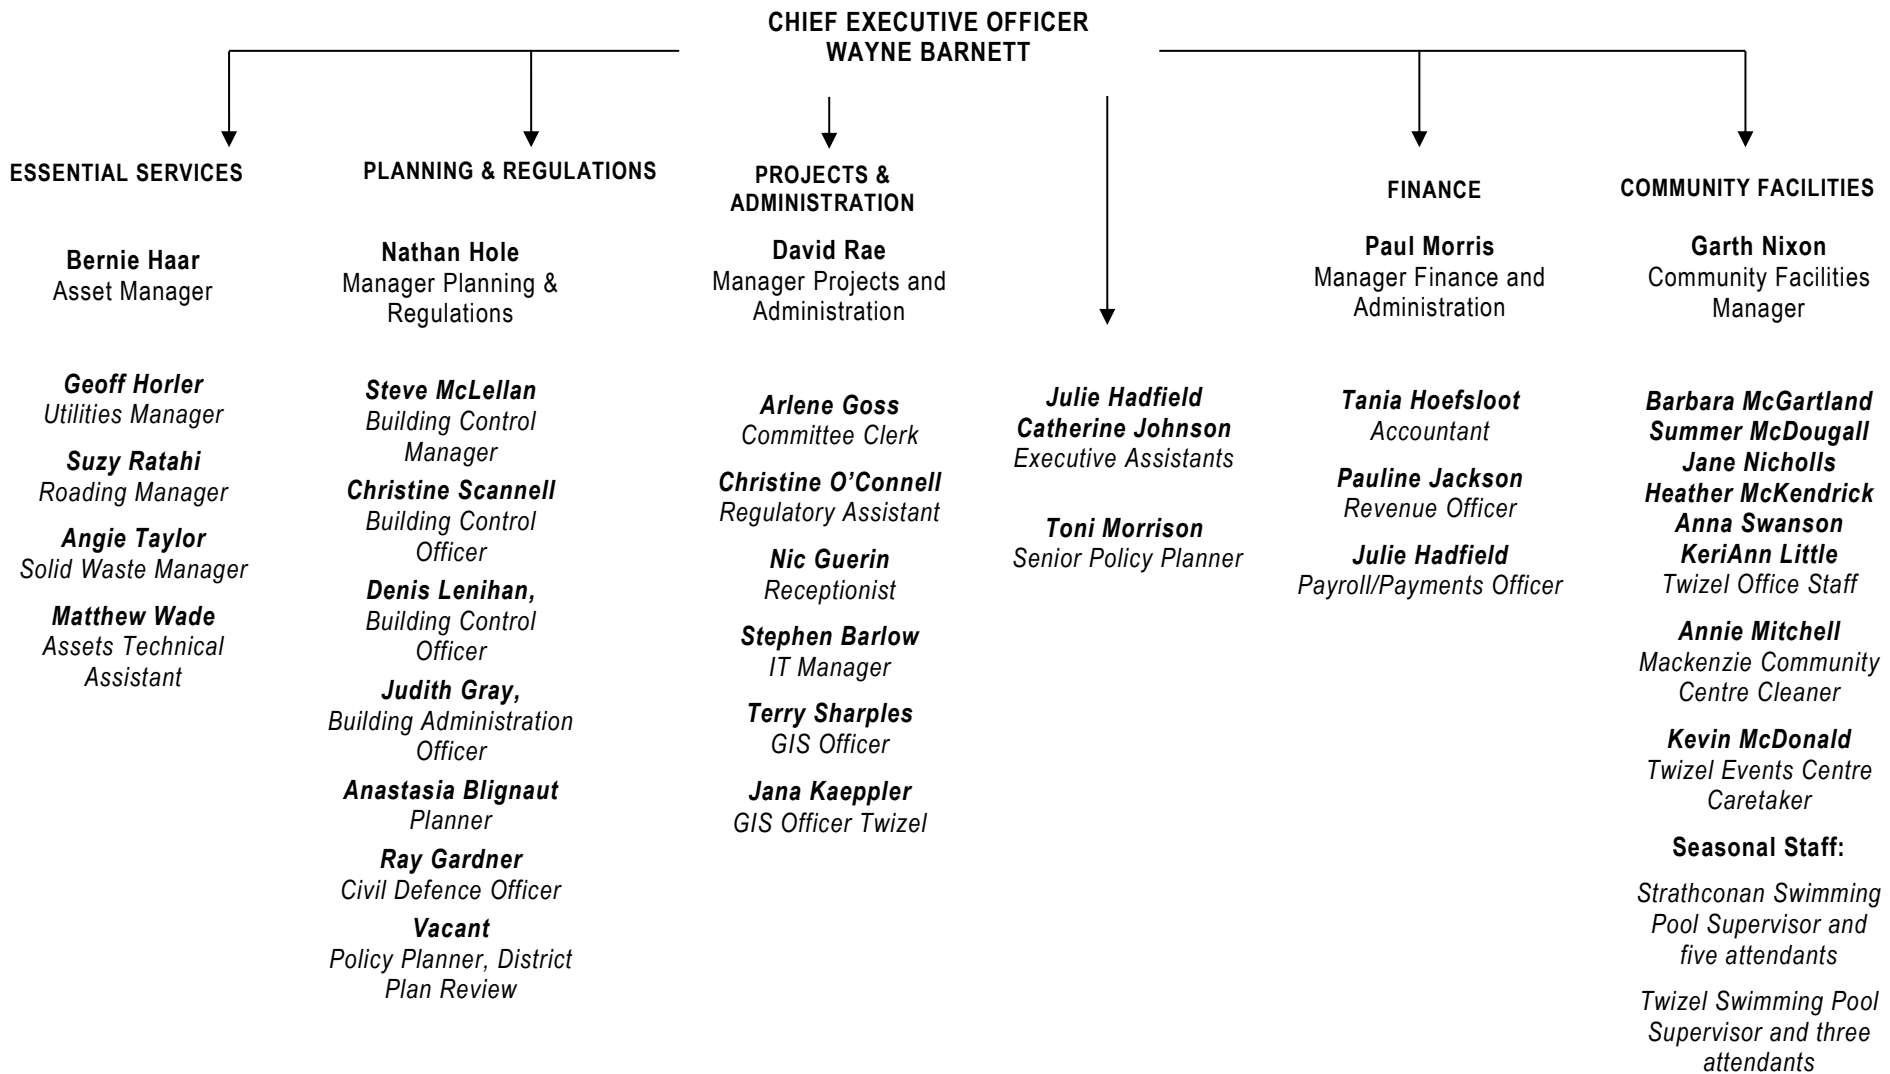 CHIEF EXECUTIVE OFFICER
WAYNE BARNETT
ESSENTIAL SERVICES
Bernie Haar
Asset Manager
Geoff Horler
Utilities Manager
Suzy Ratahi
Roading Manager
Angie Taylor
Solid Waste Manager
Matthew Wade
Assets Technical
Assistant
PLANNING & REGULATIONS
Nathan Hole
Manager Planning &
Regulations
Steve McLellan
Building Control
Manager
Christine Scannell
Building Control
Officer
Denis Lenihan,
Building Control
Officer
Judith Gray,
Building Administration
Officer
Anastasia Blignaut
Planner
Ray Gardner
Civil Defence Officer
Vacant
Policy Planner, District
Plan Review
PROJECTS &
ADMINISTRATION
David Rae
Manager Projects and
Administration
Arlene Goss
Committee Clerk
Christine O’Connell
Regulatory Assistant
Nic Guerin
Receptionist
Stephen Barlow
IT Manager
Terry Sharples
GIS Officer
Jana Kaeppler
GIS Officer Twizel
Julie Hadfield
Catherine Johnson
Executive Assistants
Toni Morrison
Senior Policy Planner
FINANCE
Paul Morris
Manager Finance and
Administration
Tania Hoefsloot
Accountant
Pauline Jackson
Revenue Officer
Julie Hadfield
Payroll/Payments Officer
COMMUNITY FACILITIES
Garth Nixon
Community Facilities
Manager
Barbara McGartland
Summer McDougall
Jane Nicholls
Heather McKendrick
Anna Swanson
KeriAnn Little
Twizel Office Staff
Annie Mitchell
Mackenzie Community
Centre Cleaner
Kevin McDonald
Twizel Events Centre
Caretaker
Seasonal Staff:
Strathconan Swimming
Pool Supervisor and
five attendants
Twizel Swimming Pool
Supervisor and three
attendants